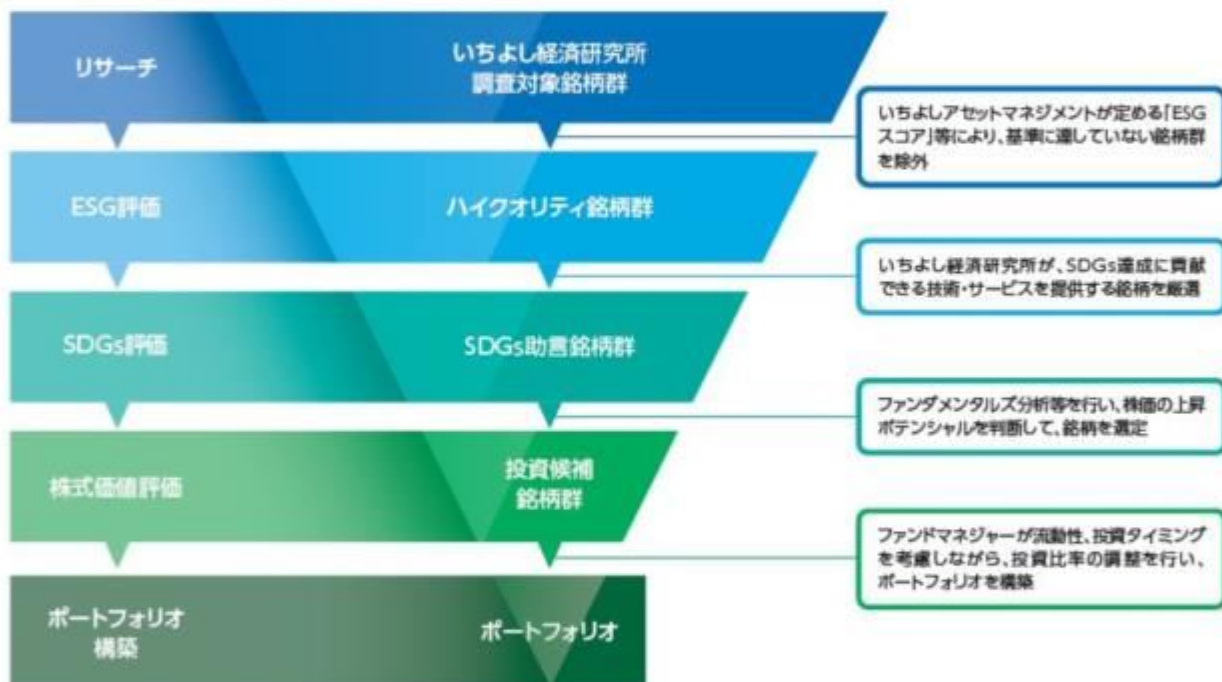 リサーチ
いちよし経済研究所
調査対象銘柄群
いちよしアセットマネジメントが定める「ESG
スコア」等により、基準に達していない銘柄群
を除外
ESG評価
ハイクオリティ銘柄群
いちよし経済研究所が、SDGs達成に貢献
できる技術・サービスを提供する銘柄を厳選
SDGs評価
SDGs助言銘柄群
ファンダメンタルズ分析等を行い、株価の上昇
ポテンシャルを判断して、銘柄を選定
株式価値評価
投資候補
銘柄群
ファンドマネジャーが流動性、投資タイミング
を考慮しながら、投資比率の調整を行い、
ポートフォリオを構築
ポートフォリオ
構築
ポートフォリオ